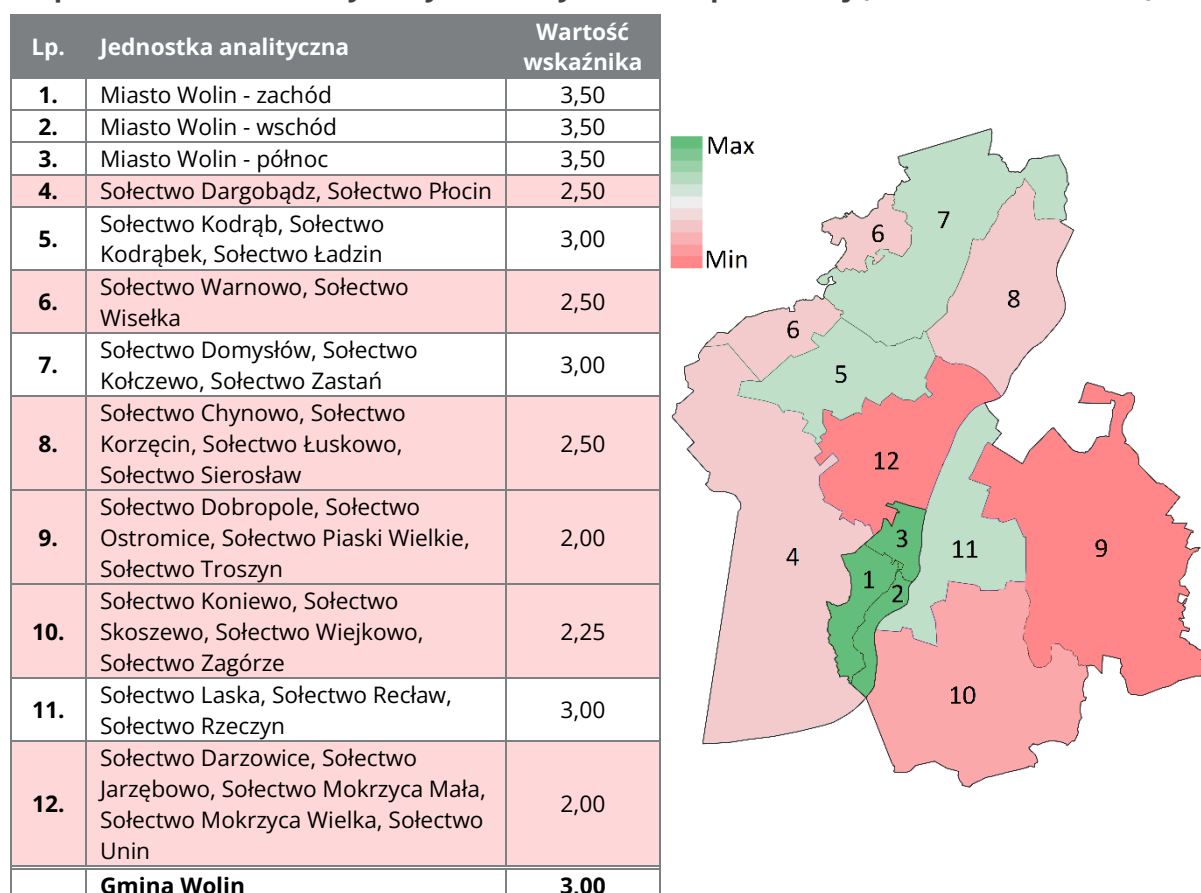 Lp.
Jednostka analityczna
Wartość
wskaźnika
1.
Miasto Wolin - zachód
3,50
2.
Miasto Wolin - wschód
3,50
3.
Miasto Wolin - północ
3,50
4.
Sołectwo Dargobądz, Sołectwo Płocin
2,50
5.
Sołectwo Kodrąb, Sołectwo
Kodrąbek, Sołectwo Ładzin
3,00
6.
Sołectwo Warnowo, Sołectwo
Wisełka
2,50
7.
Sołectwo Domysłów, Sołectwo
Kołczewo, Sołectwo Zastań
3,00
8.
Sołectwo Chynowo, Sołectwo
Korzęcin, Sołectwo Łuskowo,
Sołectwo Sierosław
2,50
9.
Sołectwo Dobropole, Sołectwo
Ostromice, Sołectwo Piaski Wielkie,
Sołectwo Troszyn
2,00
10.
Sołectwo Koniewo, Sołectwo
Skoszewo, Sołectwo Wiejkowo,
Sołectwo Zagórze
2,25
11.
Sołectwo Laska, Sołectwo Recław,
Sołectwo Rzeczyn
3,00
12.
Sołectwo Darzowice, Sołectwo
Jarzębowo, Sołectwo Mokrzyca Mała,
Sołectwo Mokrzyca Wielka, Sołectwo
Unin
2,00
Gmina Wolin
3,00
Max
Min
7
6
8
6
5
12
3
11
9
4
1
2
10